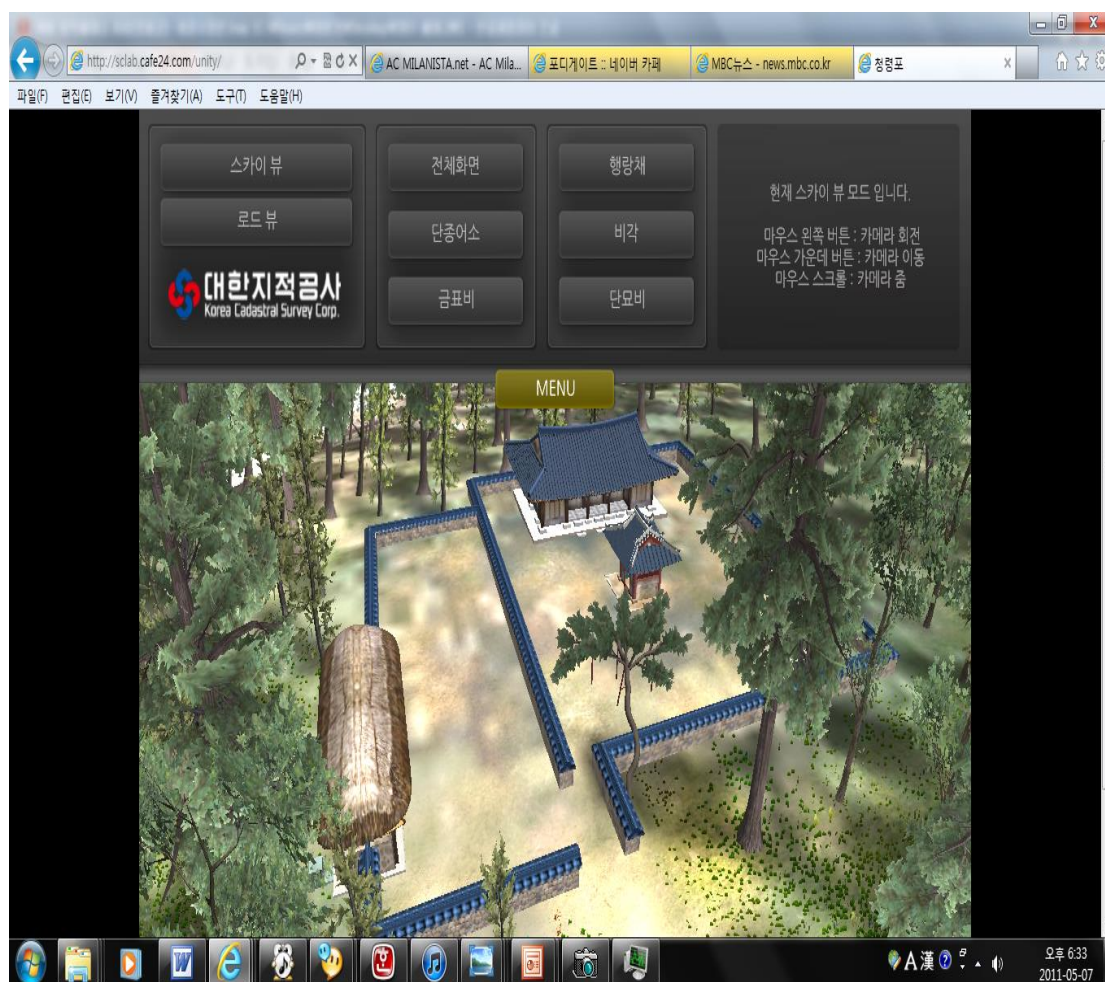 http://sclab.cafe24.com/unity/
AC MILANISTA.net - AC Mila...
포디게이트 :: 네이버 카페
MBC뉴스 - news.mbc.co.kr
청령포
파일(F) 편집(E) 보기(V) 즐겨찾기(A) 도구(T) 도움말(H)
스카이 뷰
로드 뷰
대한지적공사
Korea Cadastral Survey Corp.
전체화면
단종어소
금표비
행랑채
비각
단묘비
현재 스카이 뷰 모드 입니다.
마우스 왼쪽 버튼 : 카메라 회전
마우스 가운데 버튼 : 카메라 이동
마우스 스크롤 : 카메라 줌
MENU
A 漢
오후 6:33
2011-05-07